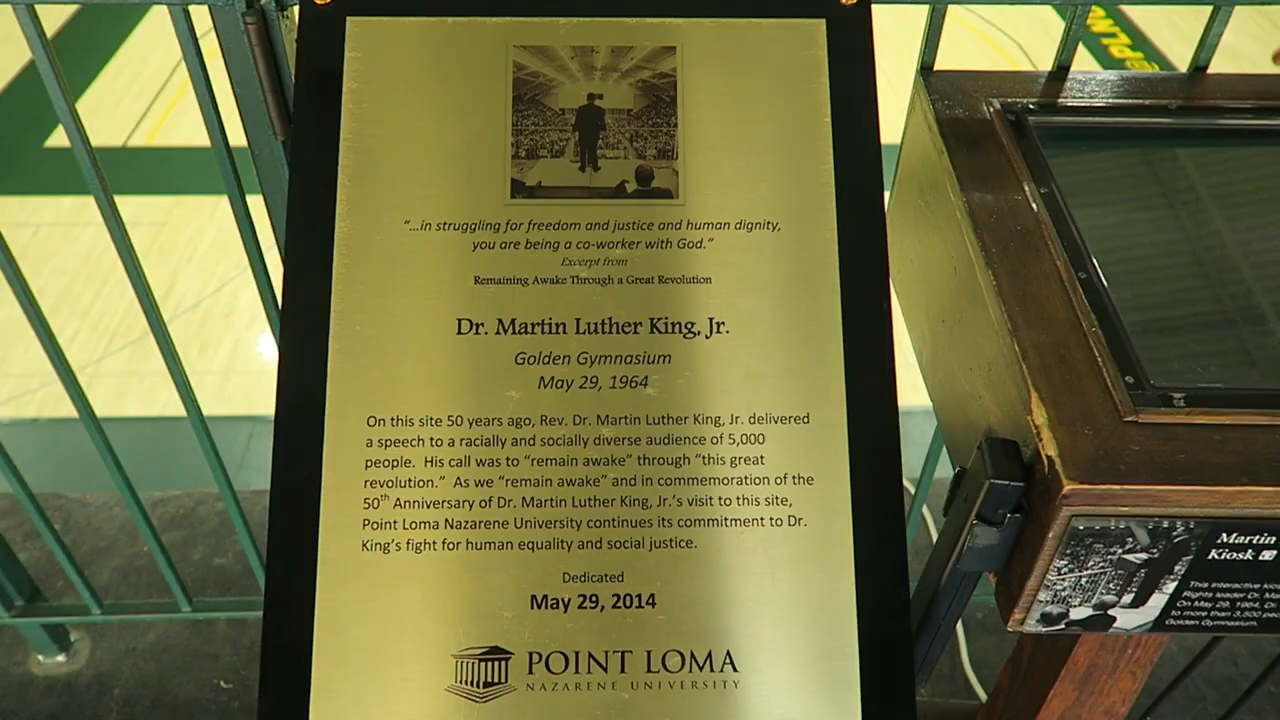 @PLNU
“...in struggling for freedom and justice and human dignity,
you are being a co-worker with God.”
Excerpt from
Remaining Awake Through a Great Revolution
Dr. Martin Luther King, Jr.
Golden Gymnasium
May 29, 1964
On this site 50 years ago, Rev. Dr. Martin Luther King, Jr. delivered
a speech to a racially and socially diverse audience of 5,000
people. His call was to “remain awake” through “this great
revolution.” As we “remain awake” and in commemoration of the
50th Anniversary of Dr. Martin Luther King, Jr.’s visit to this site,
Point Loma Nazarene University continues its commitment to Dr.
King’s fight for human equality and social justice.
Dedicated
May 29, 2014
POINT LOMA
NAZARENE UNIVERSITY
Martin
Kiosk
This interactive
Rights leader Dr.
On May 29, 1964,
to more than 3,500
Golden Gymnasium.